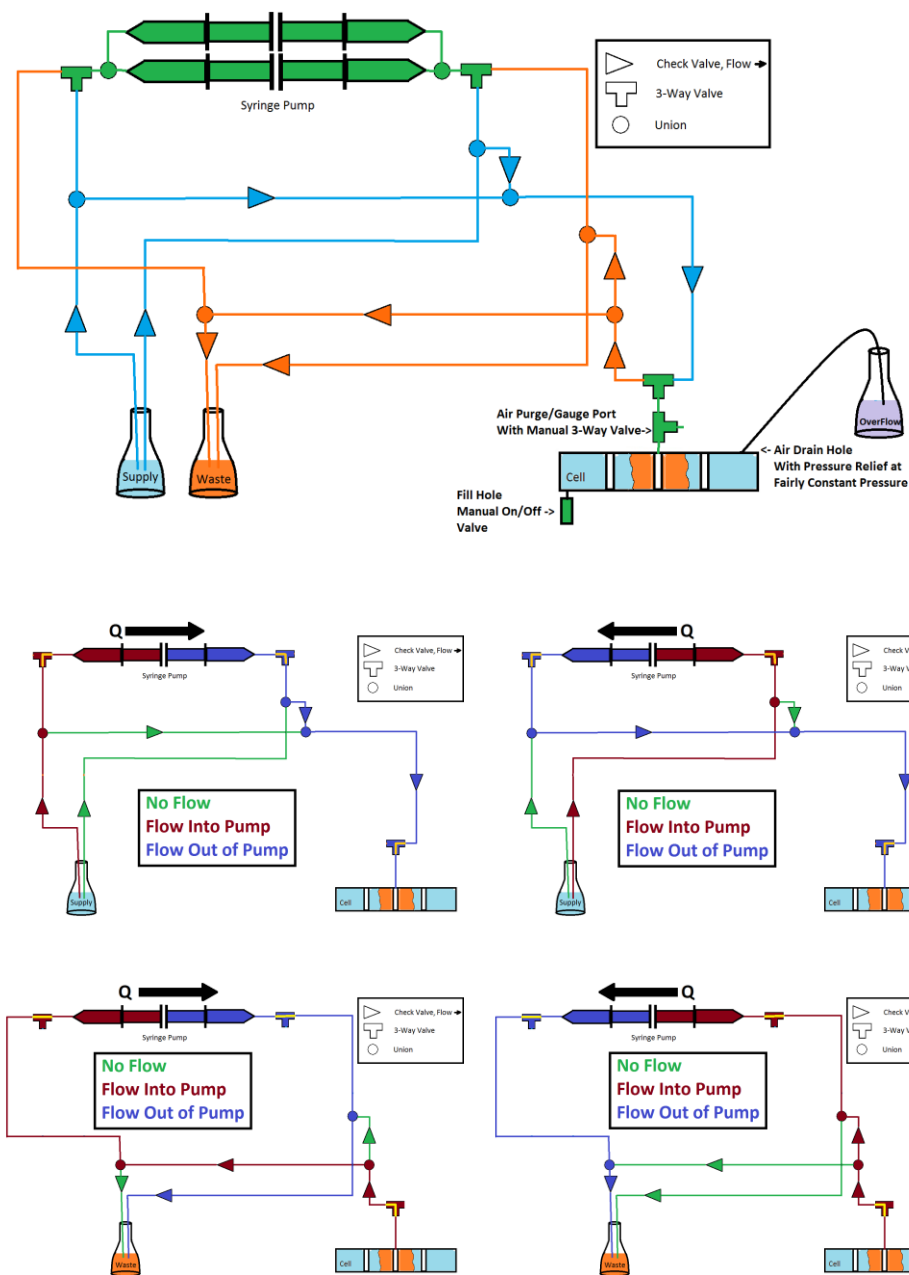 Syringe Pump
Check Valve, Flow
3-Way Valve
Union
Air Purge/Gauge Port
With Manual 3-Way Valve->
OverFlow
<- Air Drain Hole
With Pressure Relief at
Fairly Constant Pressure
Supply
Waste
Cell
Fill Hole
Manual On/Off ->
Valve
Q
Syringe Pump
Check Valve, Flow
3-Way Valve
Union
No Flow
Flow Into Pump
Flow Out of Pump
Supply
Cell
Q
Syringe Pump
Check Va
3-Way Va
Union
No Flow
Flow Into Pump
Flow Out of Pump
Supply
Cell
Q
Syringe Pump
Check Valve, Flow
3-Way Valve
Union
No Flow
Flow Into Pump
Flow Out of Pump
Waste
Cell
Q
Syringe Pump
Check Va
3-Way Va
Union
No Flow
Flow Into Pump
Flow Out of Pump
Waste
Cell